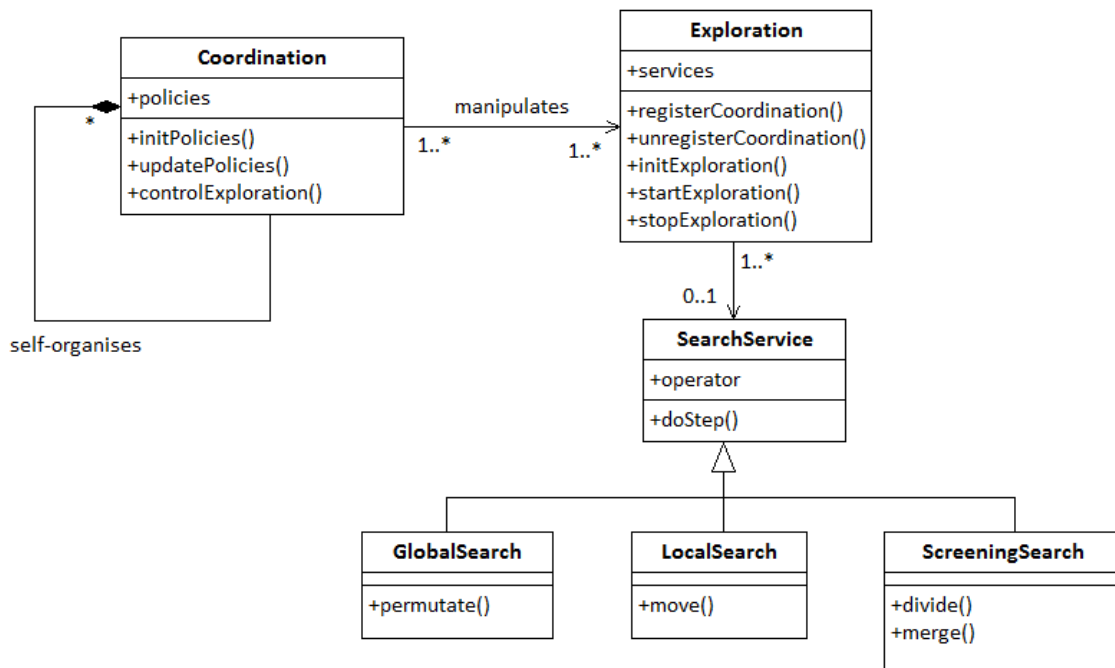 Coordination
+policies
+initPolicies()
+updatePolicies()
+controlExploration()
*
self-organises
manipulates
1..*
1..*
Exploration
+services
+registerCoordination()
+unregisterCoordination()
+initExploration()
+startExploration()
+stopExploration()
1..*
0..1
SearchService
+operator
+doStep()
GlobalSearch
+permutate()
LocalSearch
+move()
ScreeningSearch
+divide()
+merge()